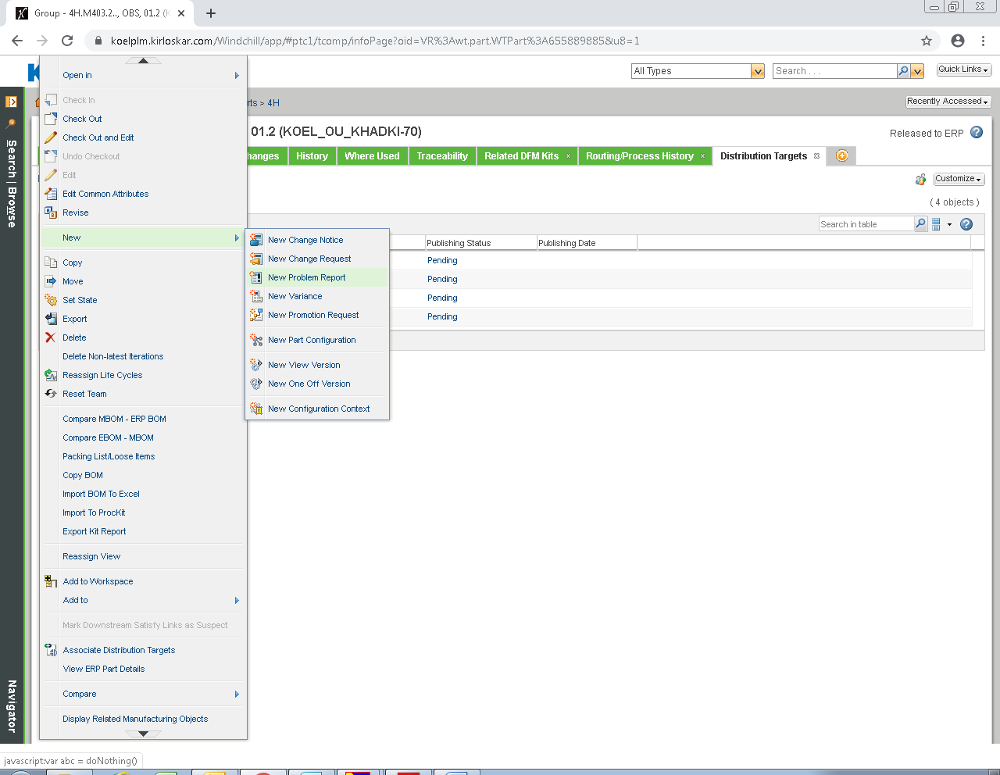 Group - 4H.M403.2.., OBS, 01.2 (K
koelplm.kirloskar.com/Windchill/app/#ptc1/tcomp/infoPage?oid=VR%3Awt.part.WTPart%3A655889885&u8=1
K
All Types
Search . . .
Quick Links
rts > 4H
Recently Accessed
01.2 (KOEL_OU_KHADKI-70)
Released to ERP
hanges
History
Where Used
Traceability
Related DFM Kits
Routing/Process History
Distribution Targets
Customize
( 4 objects )
Search in table
Publishing Status
Publishing Date
Pending
Pending
Pending
Pending
Search | Browse
Navigator
Open in
Check In
Check Out
Check Out and Edit
Undo Checkout
Edit
Edit Common Attributes
Revise
New
Copy
Move
Set State
Export
Delete
Delete Non-latest Iterations
Reassign Life Cycles
Reset Team
Compare MBOM - ERP BOM
Compare EBOM - MBOM
Packing List/Loose Items
Copy BOM
Import BOM To Excel
Import To ProcKit
Export Kit Report
Reassign View
Add to Workspace
Add to
Mark Downstream Satisfy Links as Suspect
Associate Distribution Targets
View ERP Part Details
Compare
Display Related Manufacturing Objects
New Change Notice
New Change Request
New Problem Report
New Variance
New Promotion Request
New Part Configuration
New View Version
New One Off Version
New Configuration Context
javascript:var abc = doNothing()